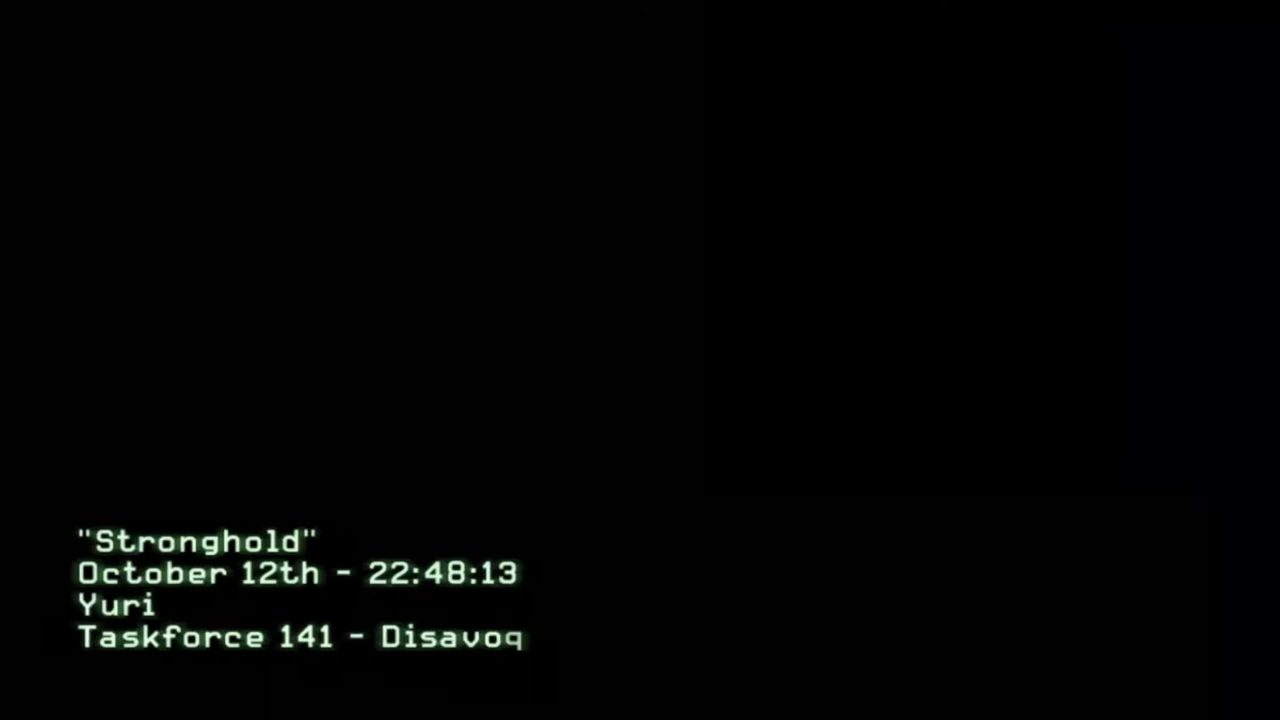 "Stronghold"
October 12th - 22:48:13
Yuri
Taskforce 141 - Disavoq